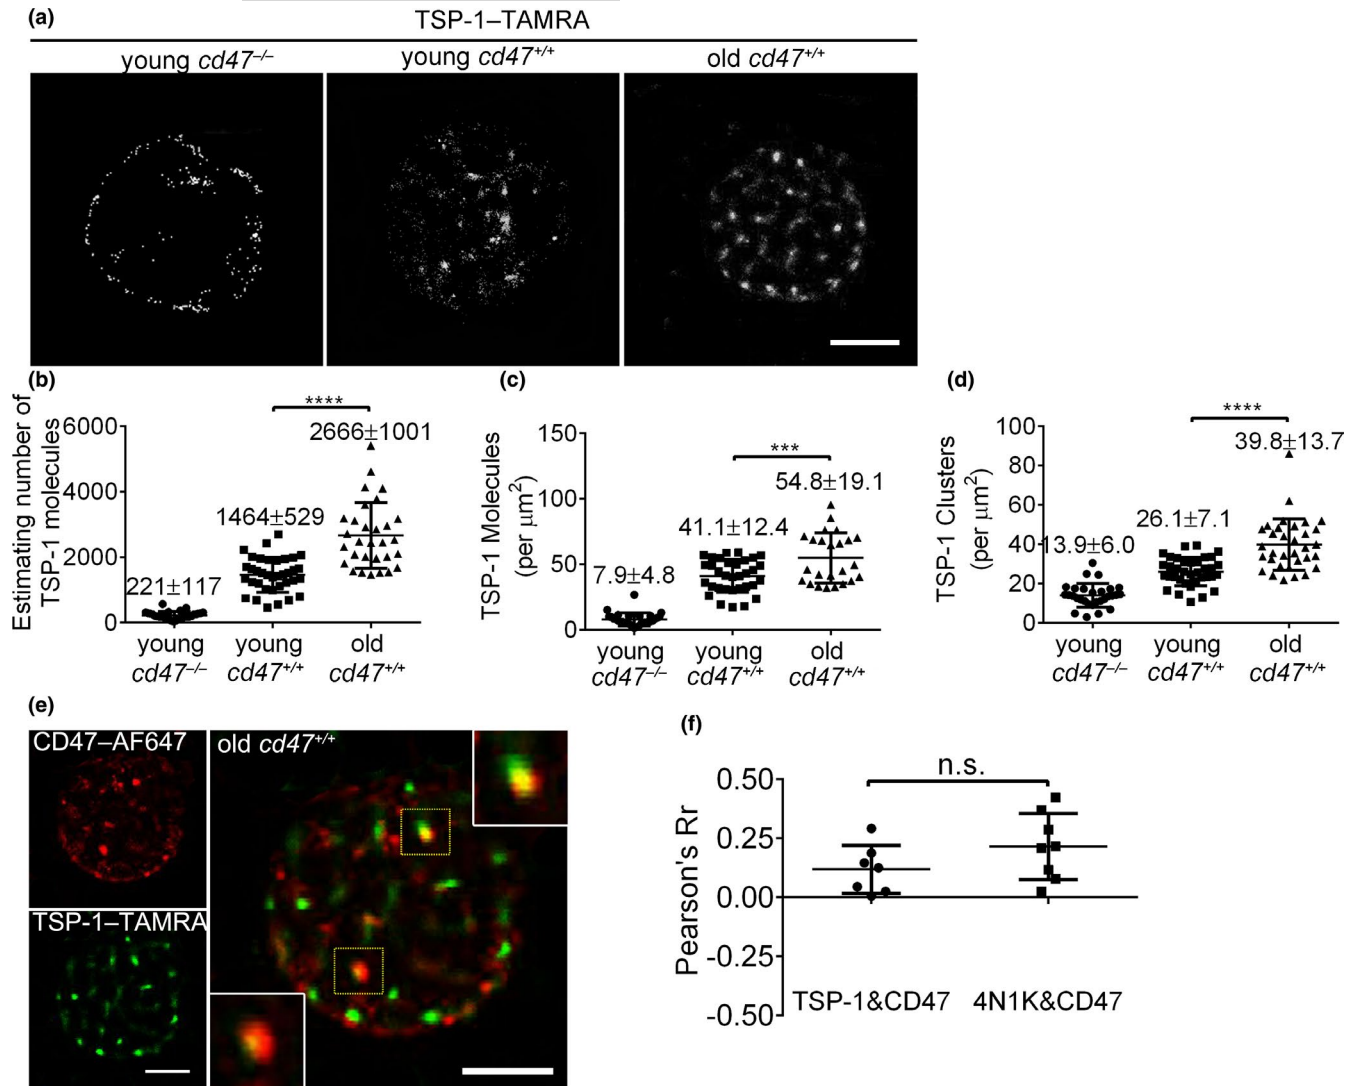 (a)
TSP-1–TAMRA
young cd47–/–
young cd47+/+
old cd47+/+
(b)
Estimating number of
TSP-1 molecules
6000
4000
2000
0
****
2666±1001
1464±529
221±117
young
cd47–/–
young
cd47+/+
old
cd47+/+
(c)
TSP-1 Molecules
(per μm2)
150
100
50
0
***
54.8±19.1
41.1±12.4
7.9±4.8
young
cd47–/–
young
cd47+/+
old
cd47+/+
(d)
TSP-1 Clusters
(per μm2)
100
80
60
40
20
0
****
39.8±13.7
26.1±7.1
13.9±6.0
young
cd47–/–
young
cd47+/+
old
cd47+/+
(e)
CD47–AF647
TSP-1–TAMRA
old cd47+/+
(f)
Pearson's Rr
0.50
0.25
0.00
-0.25
-0.50
n.s.
TSP-1&CD47
4N1K&CD47